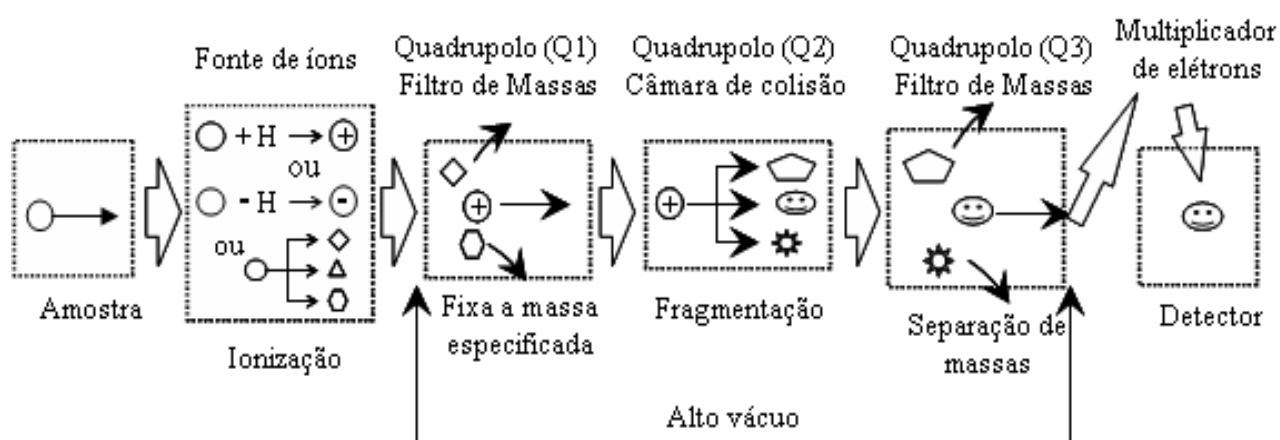 Fonte de íons
Quadrupolo (Q1)
Filtro de Massas
Quadrupolo (Q2)
Câmara de colisão
Quadrupolo (Q3)
Filtro de Massas
Multiplicador
de elétrons
+ H
+
ou
- H
-
ou
+
+
Amostra
Ionização
Fixa a massa
especificada
Fragmentação
Separação de
massas
Detector
Alto vácuo